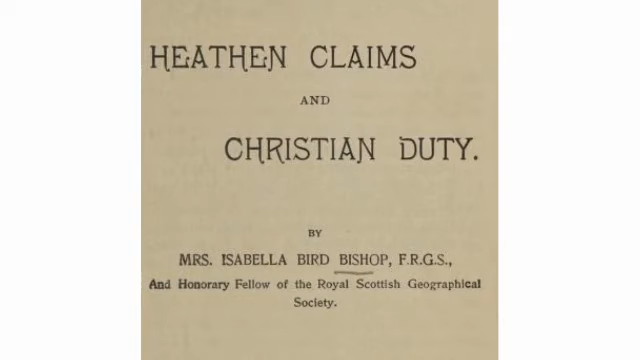 HEATHEN CLAIMS
AND
CHRISTIAN DUTY.
BY
MRS. ISABELLA BIRD BISHOP, F.R.G.S.,
And Honorary Fellow of the Royal Scottish Geographical
Society.